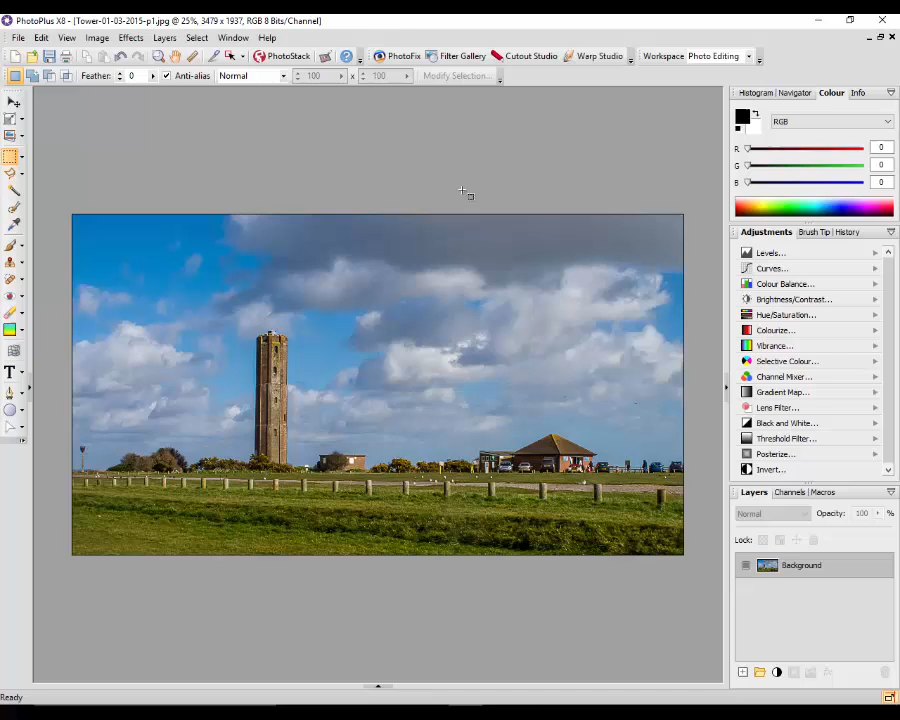 PhotoPlus X8 - [Tower-01-03-2015-p1.jpg @ 25%, 3479 x 1937, RGB 8 Bits/Channel]
File Edit View Image Effects Layers Select Window Help
PhotoStack PhotoFix Filter Gallery Cutout Studio Warp Studio Workspace Photo Editing
Feather: 0 Anti-alias Normal 100 x 100 Modify Selection...
Histogram Navigator Colour Info
RGB
R 0
G 0
B 0
Adjustments Brush Tip History
Levels...
Curves...
Colour Balance...
Brightness/Contrast...
Hue/Saturation...
Colourize...
Vibrance...
Selective Colour...
Channel Mixer...
Gradient Map...
Lens Filter...
Black and White...
Threshold Filter...
Posterize...
Invert...
Layers Channels Macros
Normal Opacity: 100 %
Lock:
Background
T
Ready